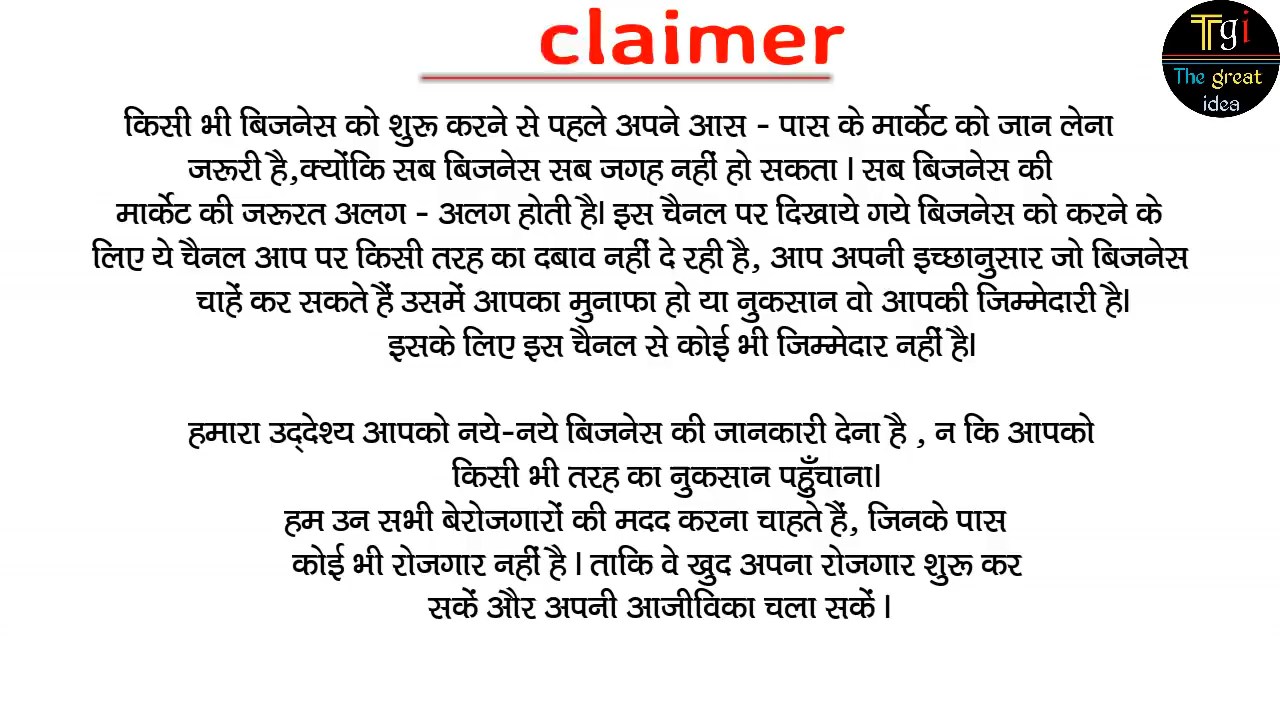 claimer
Tgi
The great
idea
किसी भी बिजनेस को शुरू करने से पहले अपने आस - पास के मार्केट को जान लेना
जरूरी है,क्योंकि सब बिजनेस सब जगह नहीं हो सकता । सब बिजनेस की
मार्केट की जरूरत अलग - अलग होती है। इस चैनल पर दिखाये गये बिजनेस को करने के
लिए ये चैनल आप पर किसी तरह का दबाव नहीं दे रही है, आप अपनी इच्छानुसार जो बिजनेस
चाहें कर सकते हैं उसमें आपका मुनाफा हो या नुकसान वो आपकी जिम्मेदारी है।
इसके लिए इस चैनल से कोई भी जिम्मेदार नहीं है।
हमारा उद्देश्य आपको नये-नये बिजनेस की जानकारी देना है , न कि आपको
किसी भी तरह का नुकसान पहुँचाना।
हम उन सभी बेरोजगारों की मदद करना चाहते हैं, जिनके पास
कोई भी रोजगार नहीं है । ताकि वे खुद अपना रोजगार शुरू कर
सकें और अपनी आजीविका चला सकें ।